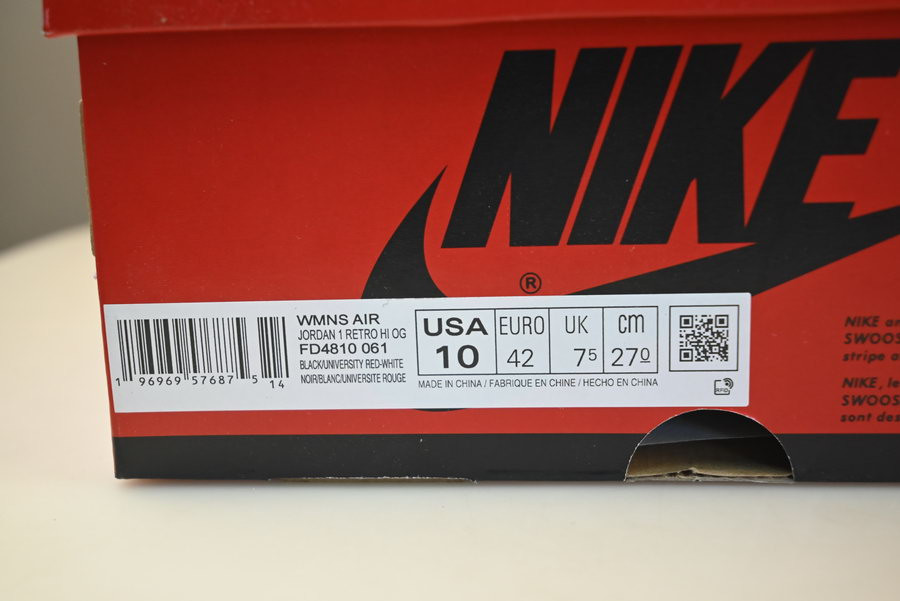 NIKE
®
WMNS AIR
JORDAN 1 RETRO HI OG
FD4810 061
BLACK/UNIVERSITY RED-WHITE
NOIR/BLANC/UNIVERSITE ROUGE
1 96969 57687 5 14
USA EURO UK cm
10 42 7⁵ 27⁰
MADE IN CHINA / FABRIQUE EN CHINE / HECHO EN CHINA
RFID
NIKE
SWOOS
stripe
NIKE, le
SWOOS
sont des